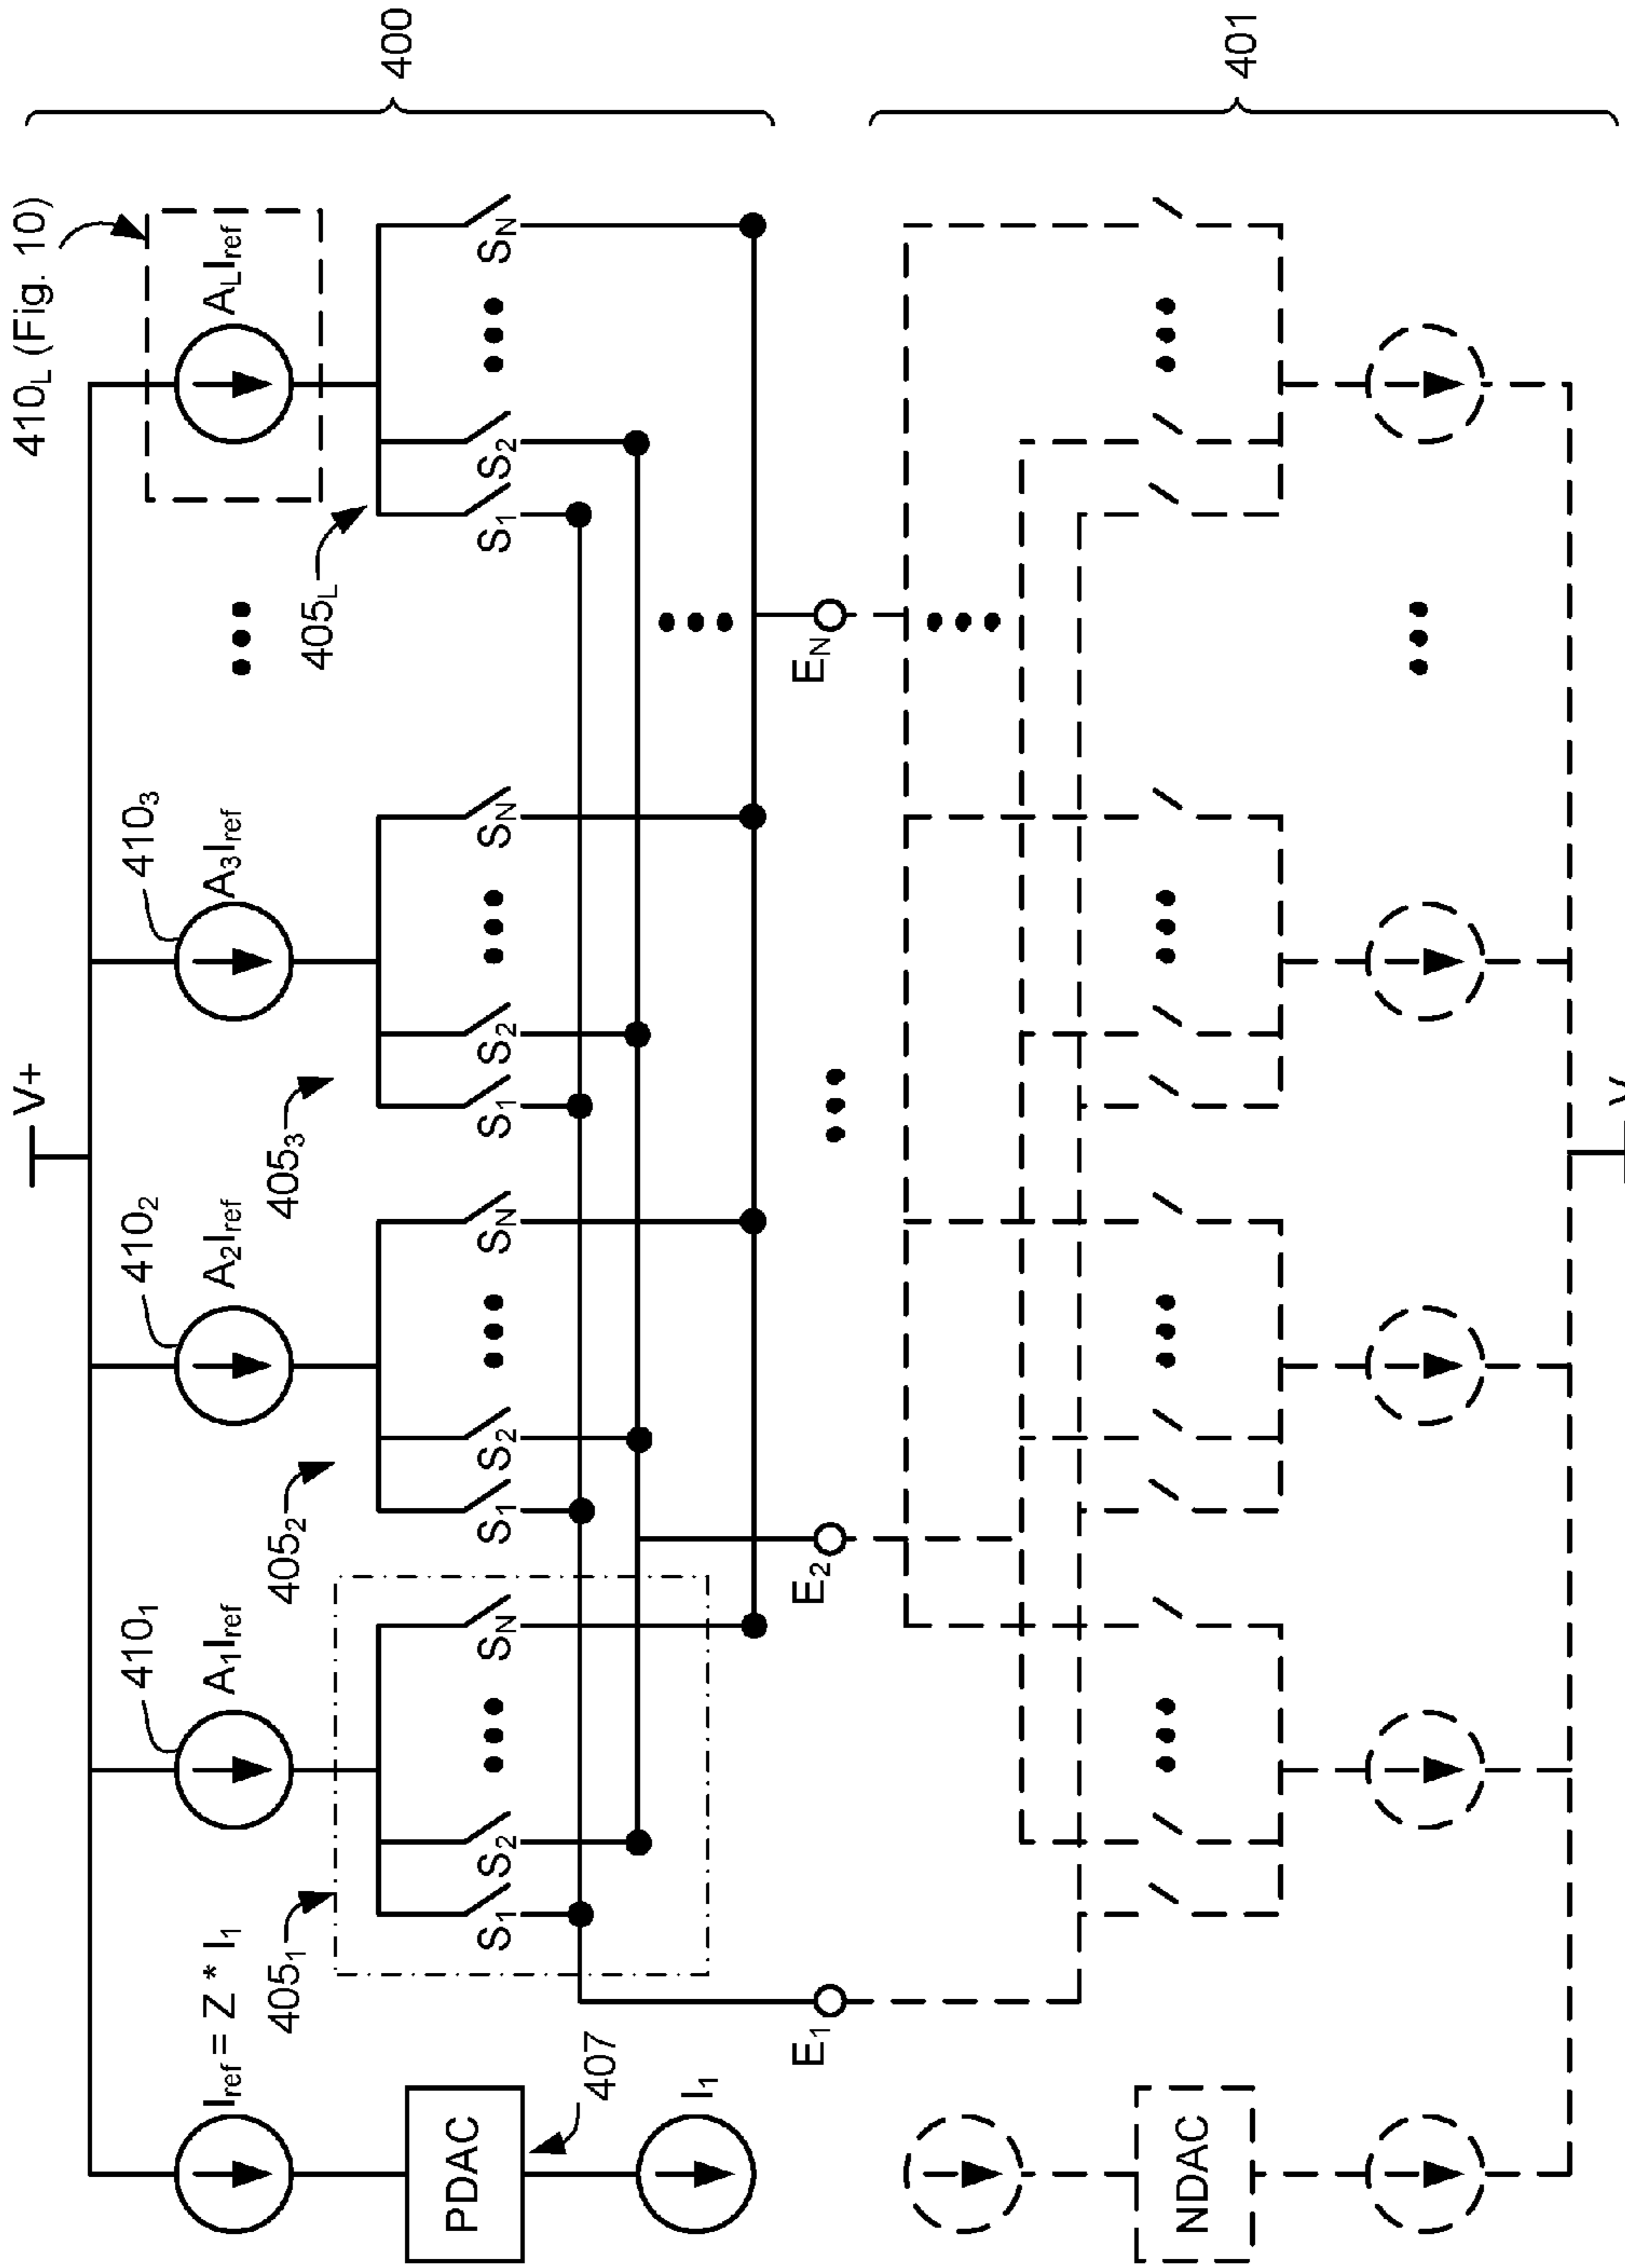 V+
410₁
410₂
410₃
410L (Fig. 10)
Iref = Z * I₁
A₁Iref
A₂Iref
A₃Iref
ALIref
405₁
405₂
405₃
405L
400
PDAC
407
I₁
S₁ S₂ SN
S₁ S₂ SN
S₁ S₂ SN
S₁ S₂ SN
E₁
E₂
EN
NDAC
401